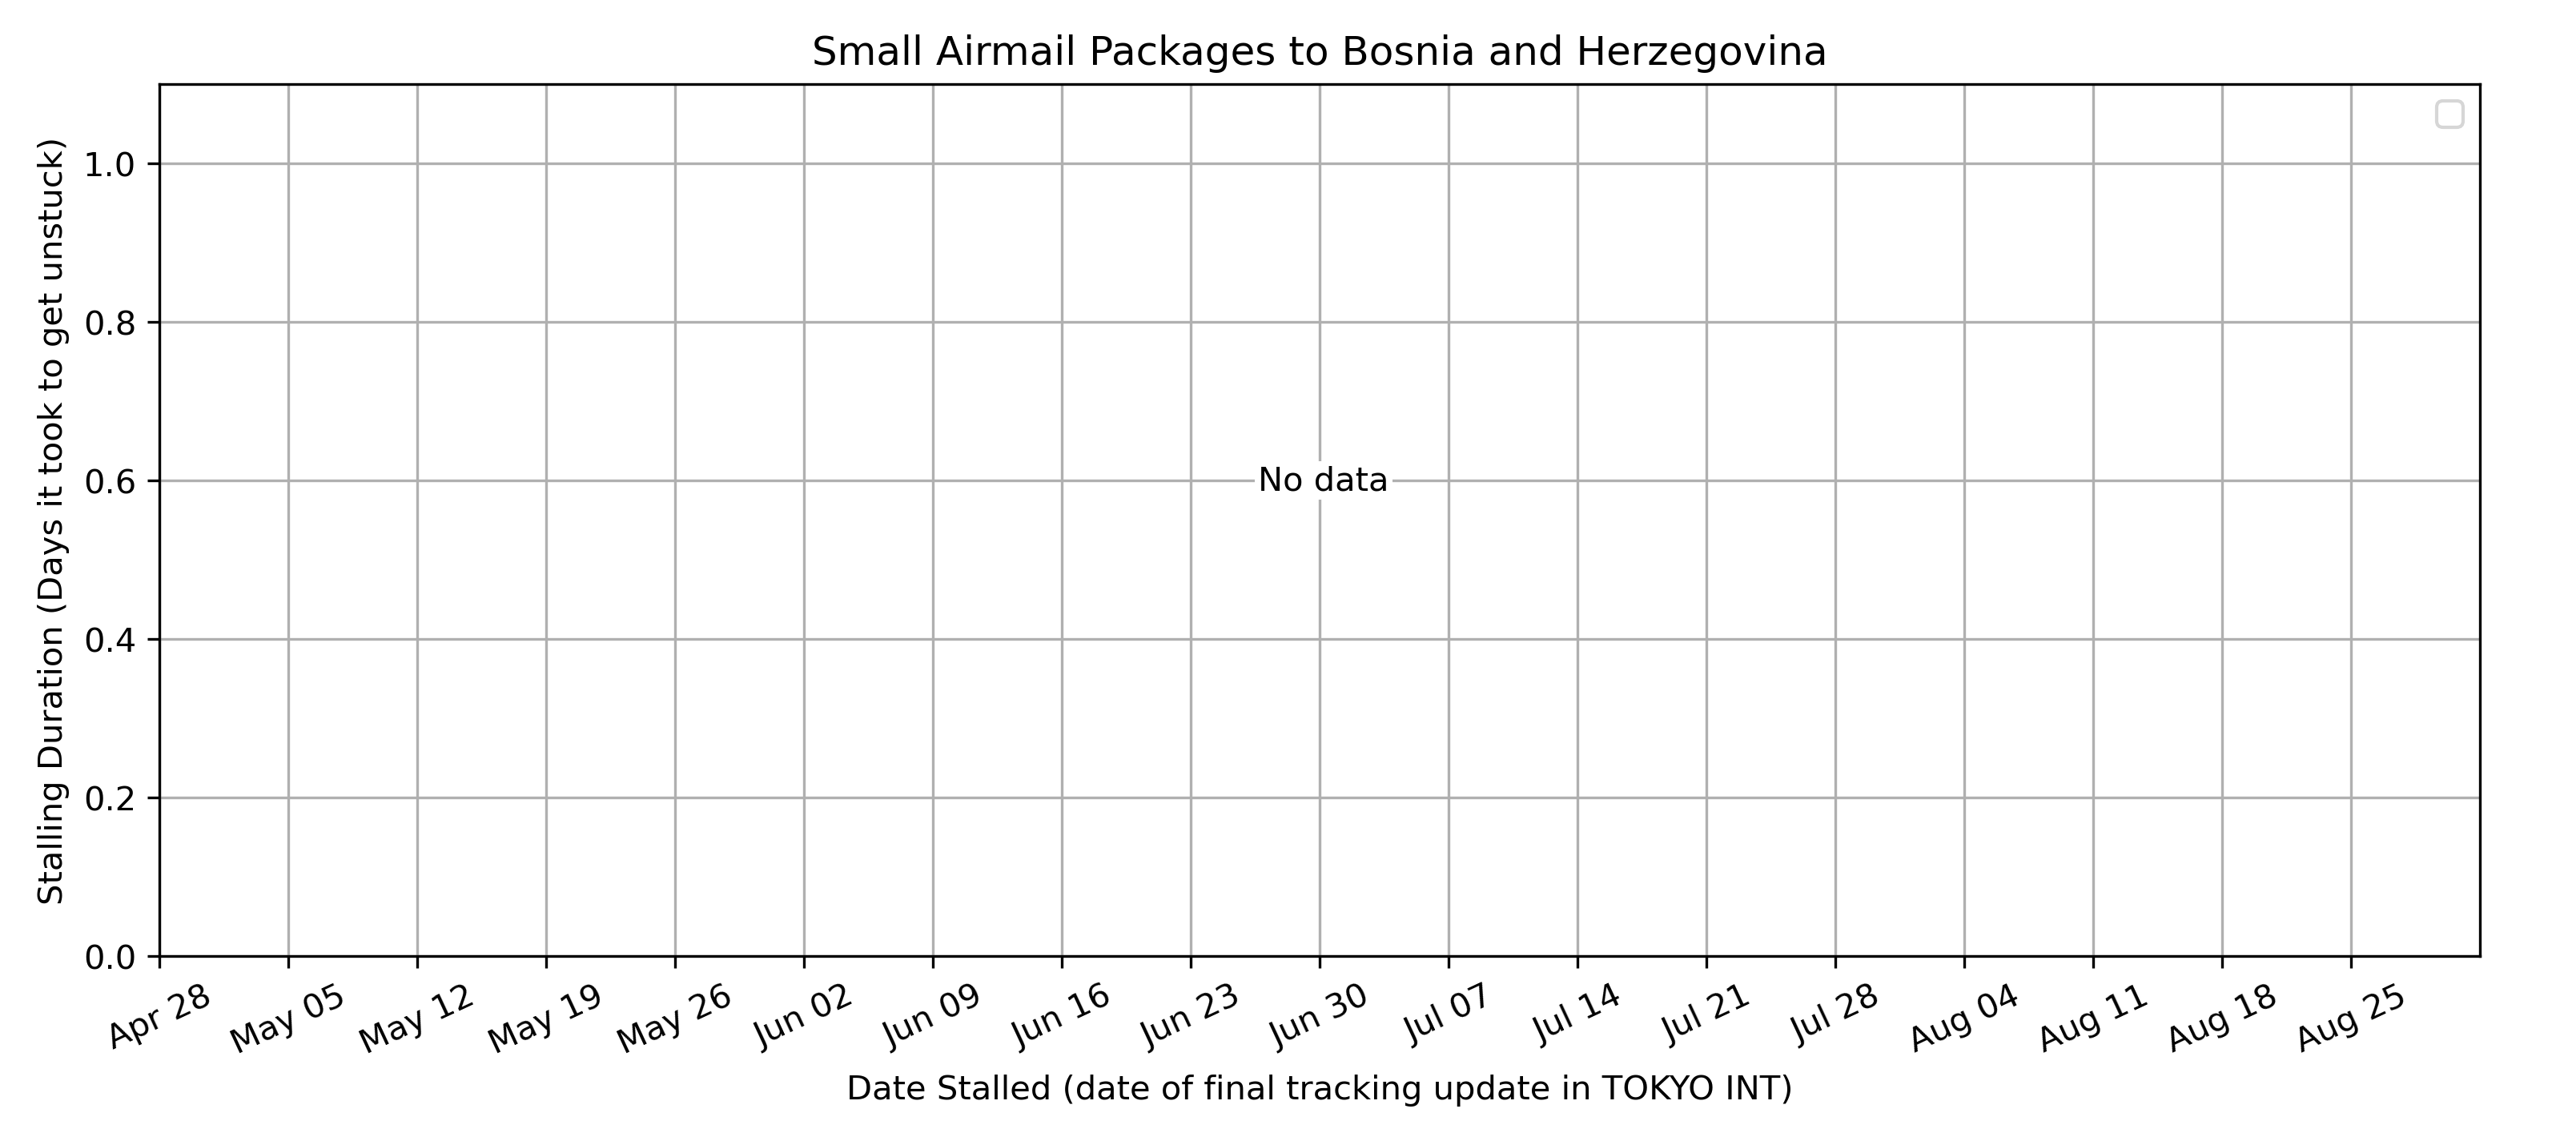 Small Airmail Packages to Bosnia and Herzegovina
Stalling Duration (Days it took to get unstuck)
1.0
0.8
0.6
0.4
0.2
0.0
No data
Apr 28 May 05 May 12 May 19 May 26 Jun 02 Jun 09 Jun 16 Jun 23 Jun 30 Jul 07 Jul 14 Jul 21 Jul 28 Aug 04 Aug 11 Aug 18 Aug 25
Date Stalled (date of final tracking update in TOKYO INT)